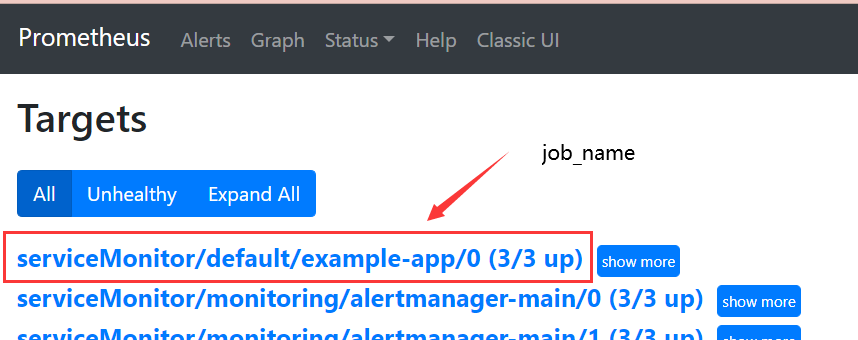 Prometheus Alerts Graph Status Help Classic UI
Targets
job_name
All Unhealthy Expand All
serviceMonitor/default/example-app/0 (3/3 up) show more
serviceMonitor/monitoring/alertmanager-main/0 (3/3 up) show more
serviceMonitor/monitoring/alertmanager-main/1 (3/3 up) show more